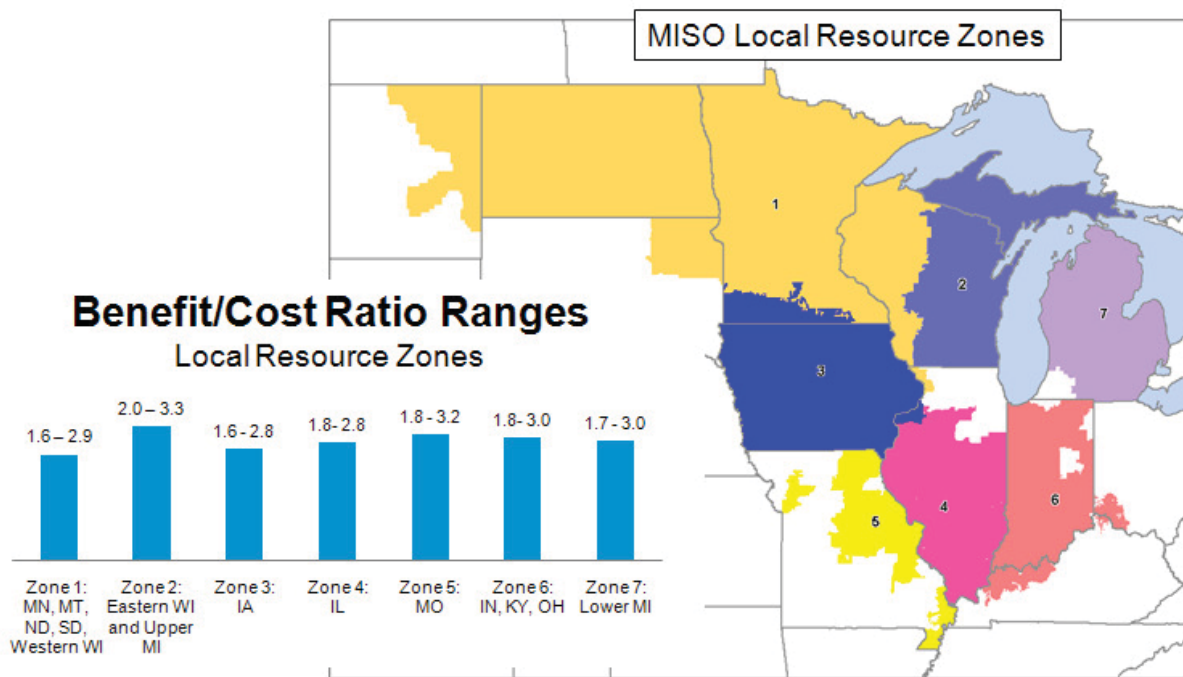 MISO Local Resource Zones
1
2
7
3
4
5
6
Benefit/Cost Ratio Ranges
Local Resource Zones
1.6 – 2.9
2.0 – 3.3
1.6 - 2.8
1.8 - 2.8
1.8 - 3.2
1.8 - 3.0
1.7 - 3.0
Zone 1:
MN, MT,
ND, SD,
Western WI
Zone 2:
Eastern WI
and Upper
MI
Zone 3:
IA
Zone 4:
IL
Zone 5:
MO
Zone 6:
IN, KY, OH
Zone 7:
Lower MI